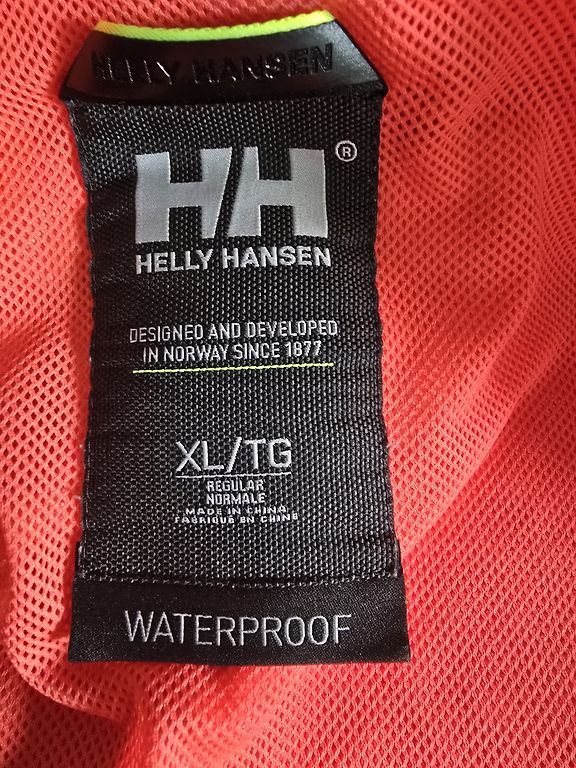 HELLY HANSEN
HH®
HELLY HANSEN
DESIGNED AND DEVELOPED
IN NORWAY SINCE 1877
XL/TG
REGULAR
NORMALE
MADE IN CHINA
FABRIQUÉ EN CHINE
WATERPROOF